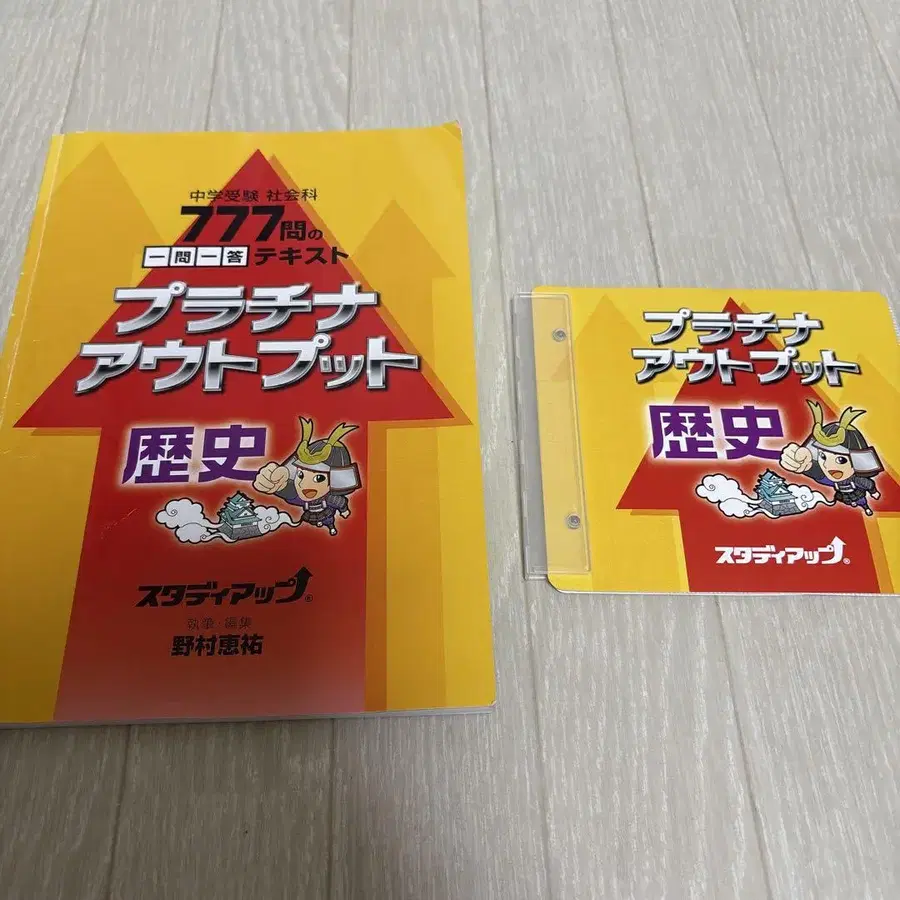 中学受験 社会科
777問の
一問一答 テキスト
プラチナ
アウトプット
歴史
スタディアップ®
執筆・編集
野村恵祐
プラチナ
アウトプット
歴史
スタディアップ®